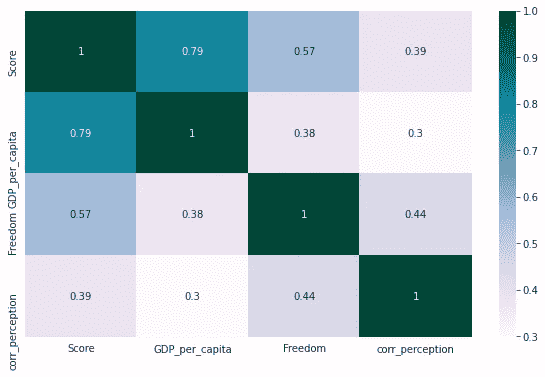 Score 1 0.79 0.57 0.39
GDP_per_capita 0.79 1 0.38 0.3
Freedom 0.57 0.38 1 0.44
corr_perception 0.39 0.3 0.44 1
Score GDP_per_capita Freedom corr_perception
1.0
0.9
0.8
0.7
0.6
0.5
0.4
0.3